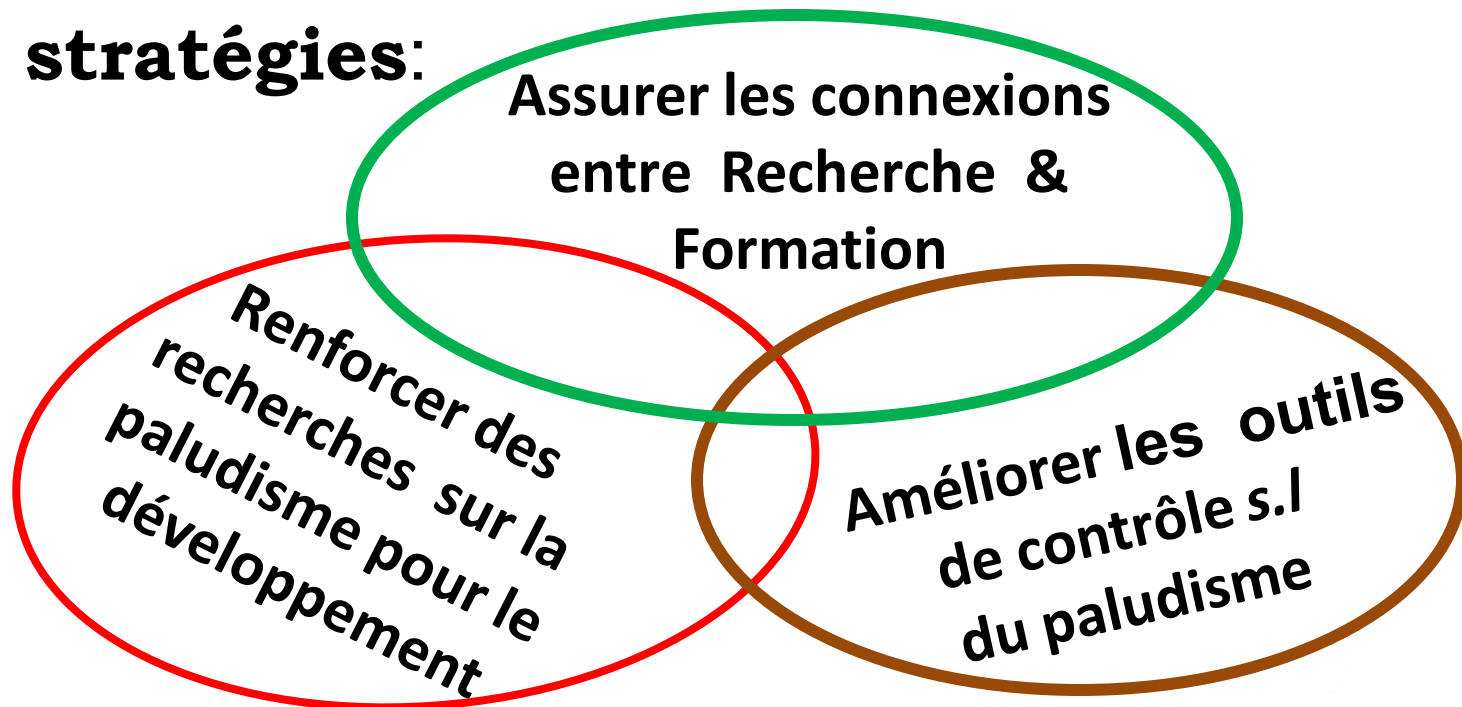 stratégies:
Assurer les connexions
entre Recherche &
Formation
Renforcer des
recherches sur la
paludisme pour le
développement
Améliorer les outils
de contrôle s.l
du paludisme